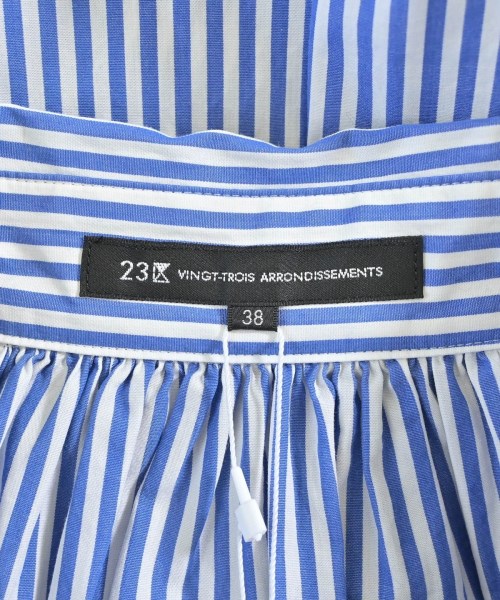 23区 VINGT-TROIS ARRONDISSEMENTS
38